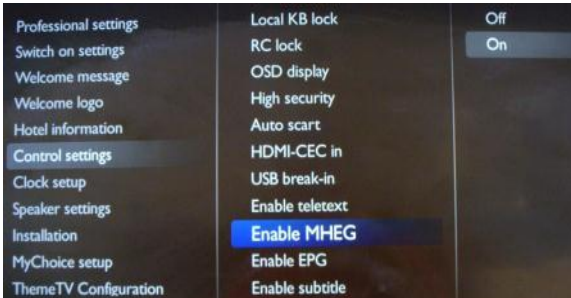 Professional settings
Switch on settings
Welcome message
Welcome logo
Hotel information
Control settings
Clock setup
Speaker settings
Installation
MyChoice setup
ThemeTV Configuration
Local KB lock
RC lock
OSD display
High security
Auto scart
HDMI-CEC in
USB break-in
Enable teletext
Enable MHEG
Enable EPG
Enable subtitle
Off
On